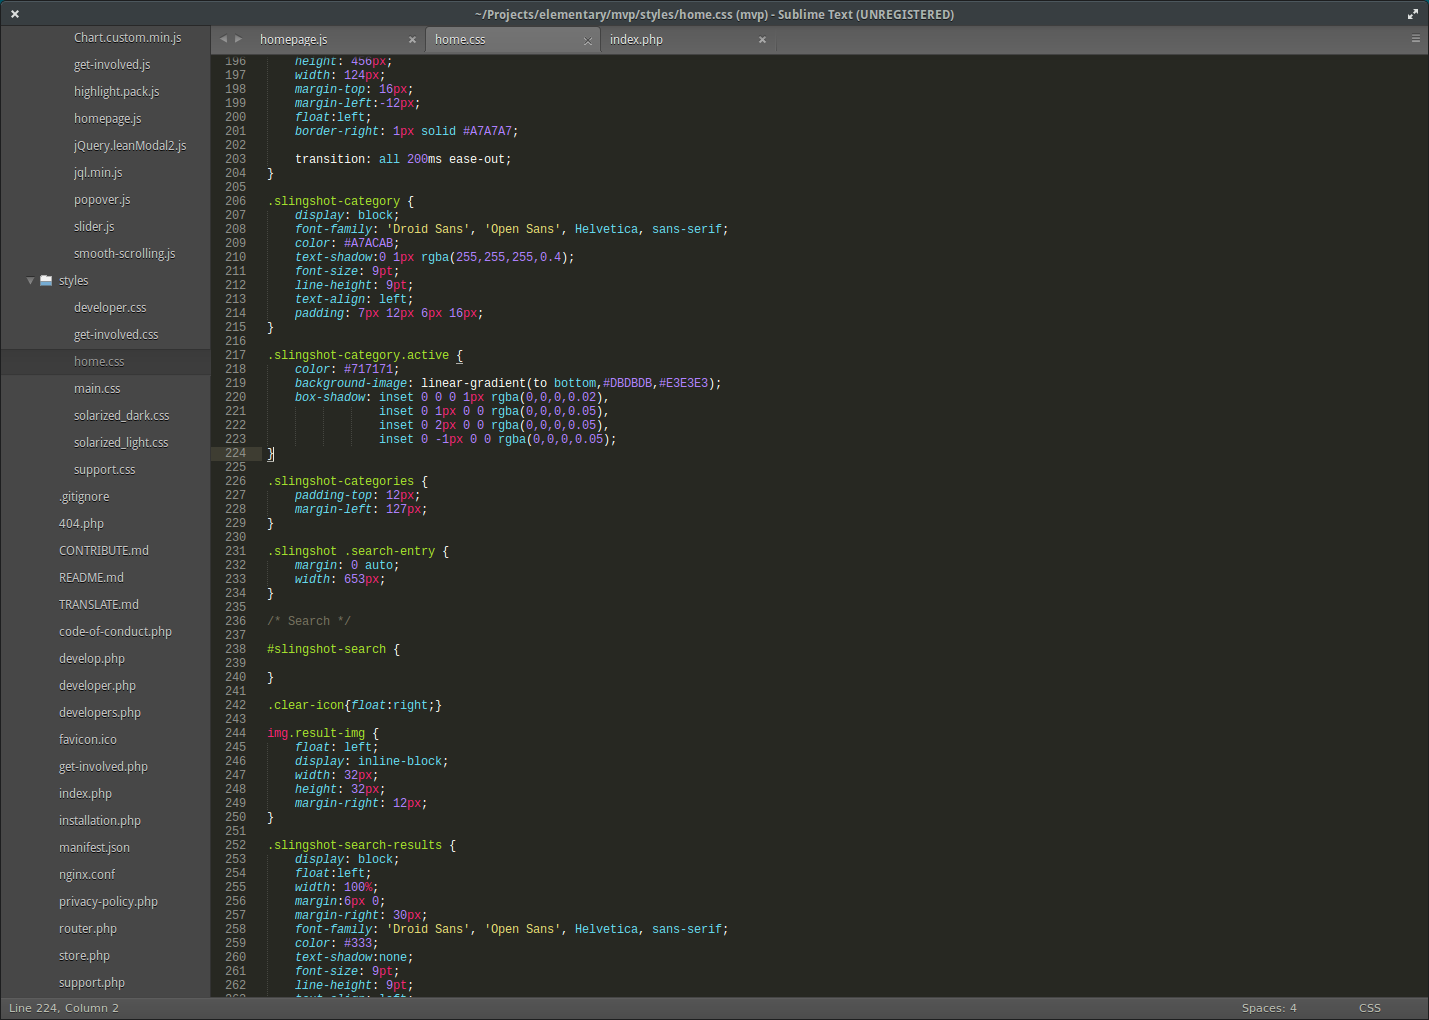 ~/Projects/elementary/mvp/styles/home.css (mvp) - Sublime Text (UNREGISTERED)
Chart.custom.min.js
get-involved.js
highlight.pack.js
homepage.js
jQuery.leanModal2.js
jql.min.js
popover.js
slider.js
smooth-scrolling.js
styles
developer.css
get-involved.css
home.css
main.css
solarized_dark.css
solarized_light.css
support.css
.gitignore
404.php
CONTRIBUTE.md
README.md
TRANSLATE.md
code-of-conduct.php
develop.php
developer.php
developers.php
favicon.ico
get-involved.php
index.php
installation.php
manifest.json
nginx.conf
privacy-policy.php
router.php
store.php
support.php
homepage.js
home.css
index.php
196 height: 456px;
197 width: 124px;
198 margin-top: 16px;
199 margin-left:-12px;
200 float:left;
201 border-right: 1px solid #A7A7A7;
202
203 transition: all 200ms ease-out;
204 }
205
206 .slingshot-category {
207 display: block;
208 font-family: 'Droid Sans', 'Open Sans', Helvetica, sans-serif;
209 color: #A7ACAB;
210 text-shadow:0 1px rgba(255,255,255,0.4);
211 font-size: 9pt;
212 line-height: 9pt;
213 text-align: left;
214 padding: 7px 12px 6px 16px;
215 }
216
217 .slingshot-category.active {
218 color: #717171;
219 background-image: linear-gradient(to bottom,#DBDBDB,#E3E3E3);
220 box-shadow: inset 0 0 0 1px rgba(0,0,0,0.02),
221 inset 0 1px 0 0 rgba(0,0,0,0.05),
222 inset 0 2px 0 0 rgba(0,0,0,0.05),
223 inset 0 -1px 0 0 rgba(0,0,0,0.05);
224 }
225
226 .slingshot-categories {
227 padding-top: 12px;
228 margin-left: 127px;
229 }
230
231 .slingshot .search-entry {
232 margin: 0 auto;
233 width: 653px;
234 }
235
236 /* Search */
237
238 #slingshot-search {
239
240 }
241
242 .clear-icon{float:right;}
243
244 img.result-img {
245 float: left;
246 display: inline-block;
247 width: 32px;
248 height: 32px;
249 margin-right: 12px;
250 }
251
252 .slingshot-search-results {
253 display: block;
254 float:left;
255 width: 100%;
256 margin:6px 0;
257 margin-right: 30px;
258 font-family: 'Droid Sans', 'Open Sans', Helvetica, sans-serif;
259 color: #333;
260 text-shadow:none;
261 font-size: 9pt;
262 line-height: 9pt;
263 text-align: left;
Line 224, Column 2
Spaces: 4
CSS